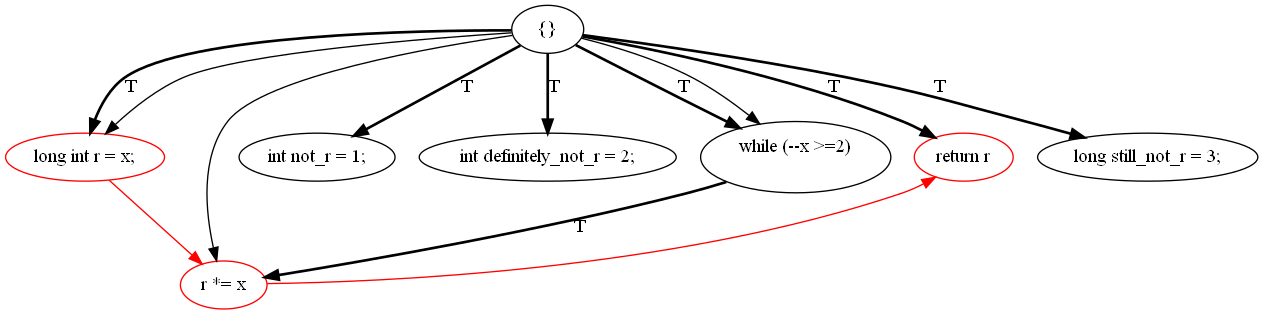 {}
T
T
T
T
T
T
long int r = x;
int not_r = 1;
int definitely_not_r = 2;
while (--x >=2)
return r
long still_not_r = 3;
T
r *= x